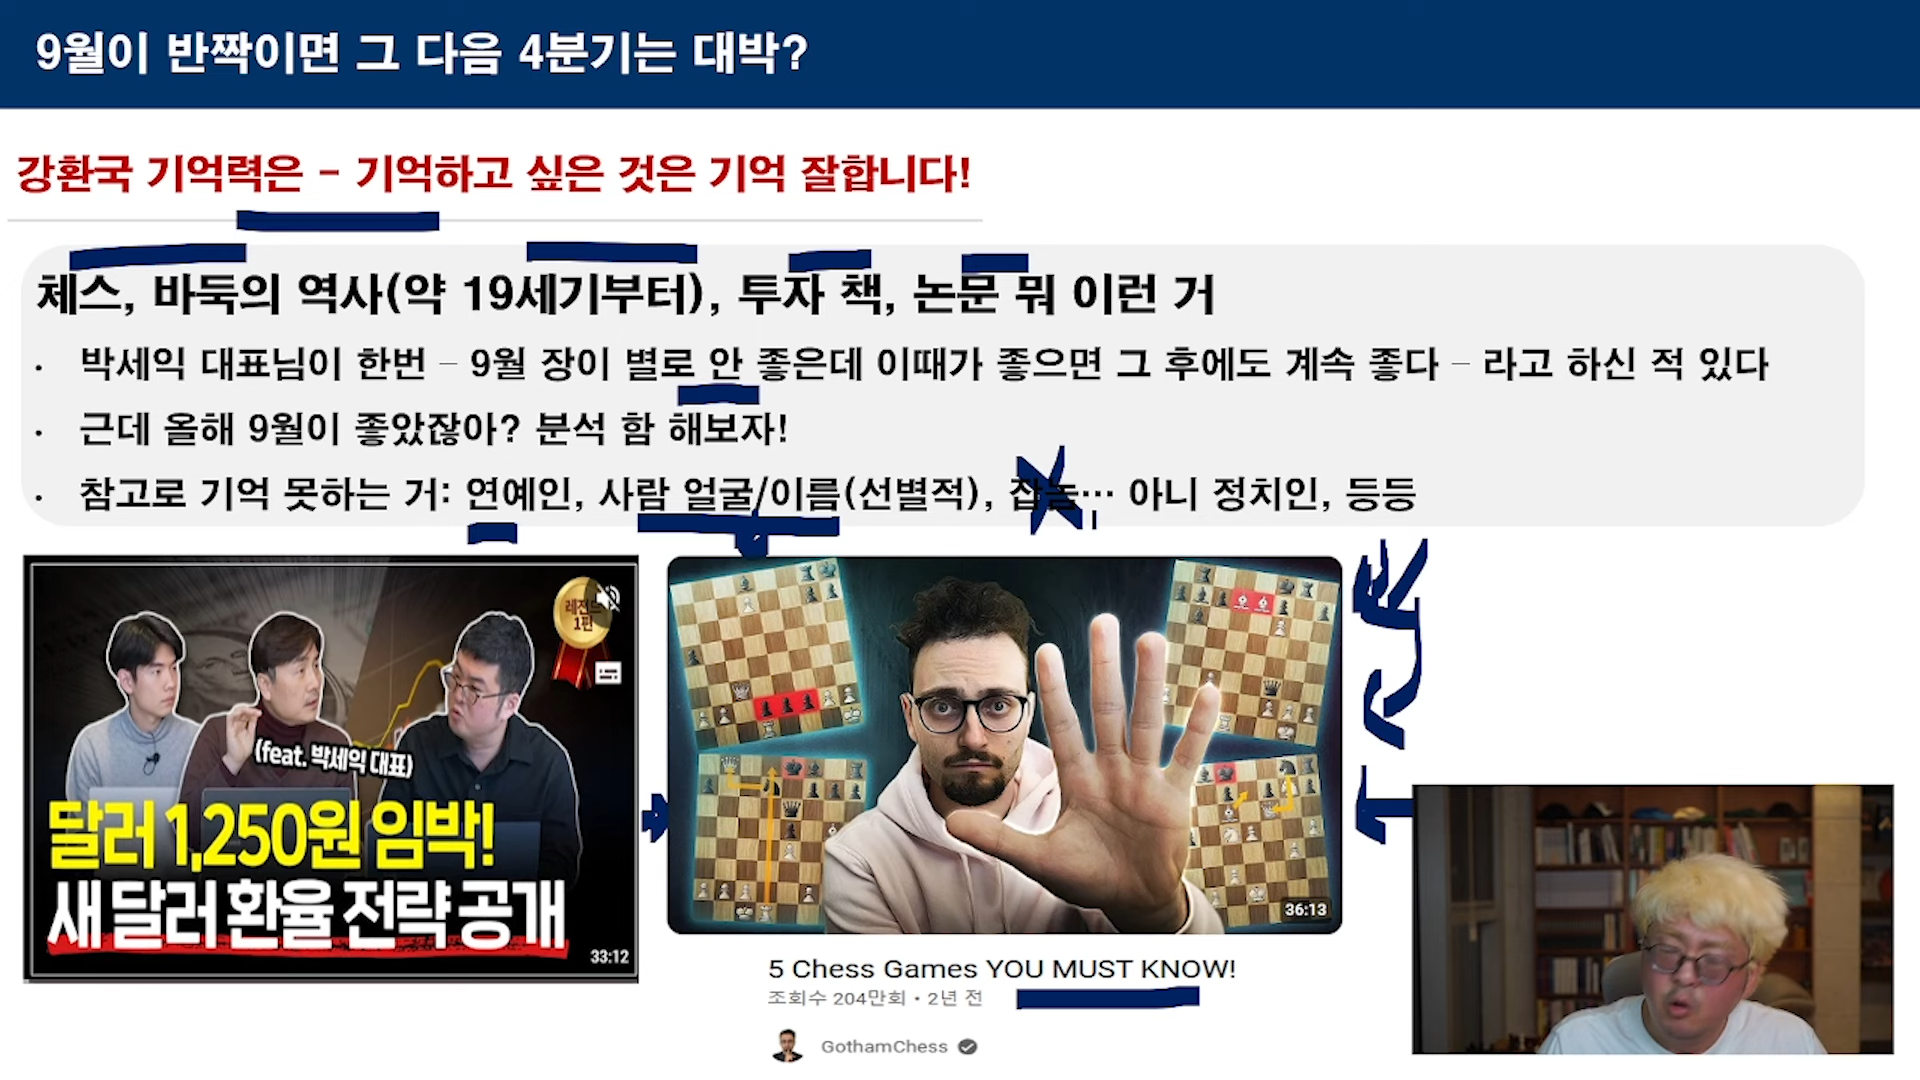 9월이 반짝이면 그 다음 4분기는 대박?
강환국 기억력은 – 기억하고 싶은 것은 기억 잘합니다!
체스, 바둑의 역사(약 19세기부터), 투자 책, 논문 뭐 이런 거
· 박세익 대표님이 한번 – 9월 장이 별로 안 좋은데 이때가 좋으면 그 후에도 계속 좋다 – 라고 하신 적 있다
· 근데 올해 9월이 좋았잖아? 분석 함 해보자!
· 참고로 기억 못하는 거: 연예인, 사람 얼굴/이름(선별적), 잡놈… 아니 정치인, 등등
레전드
1편
(feat. 박세익 대표)
달러 1,250원 임박!
새 달러 환율 전략 공개
33:12
36:13
5 Chess Games YOU MUST KNOW!
조회수 204만회 • 2년 전
GothamChess